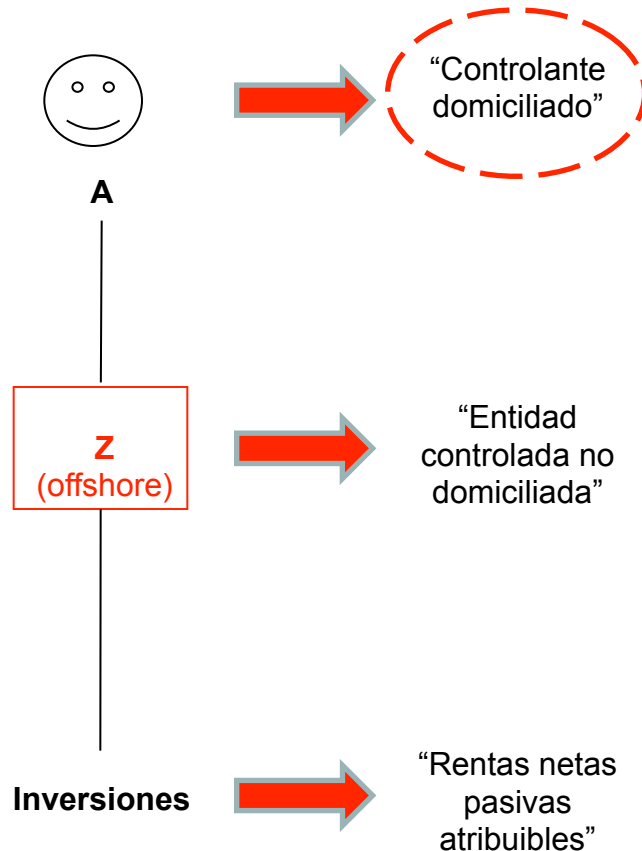 “Controlante
domiciliado”
A
Z
(offshore)
“Entidad
controlada no
domiciliada”
Inversiones
“Rentas netas
pasivas
atribuibles”